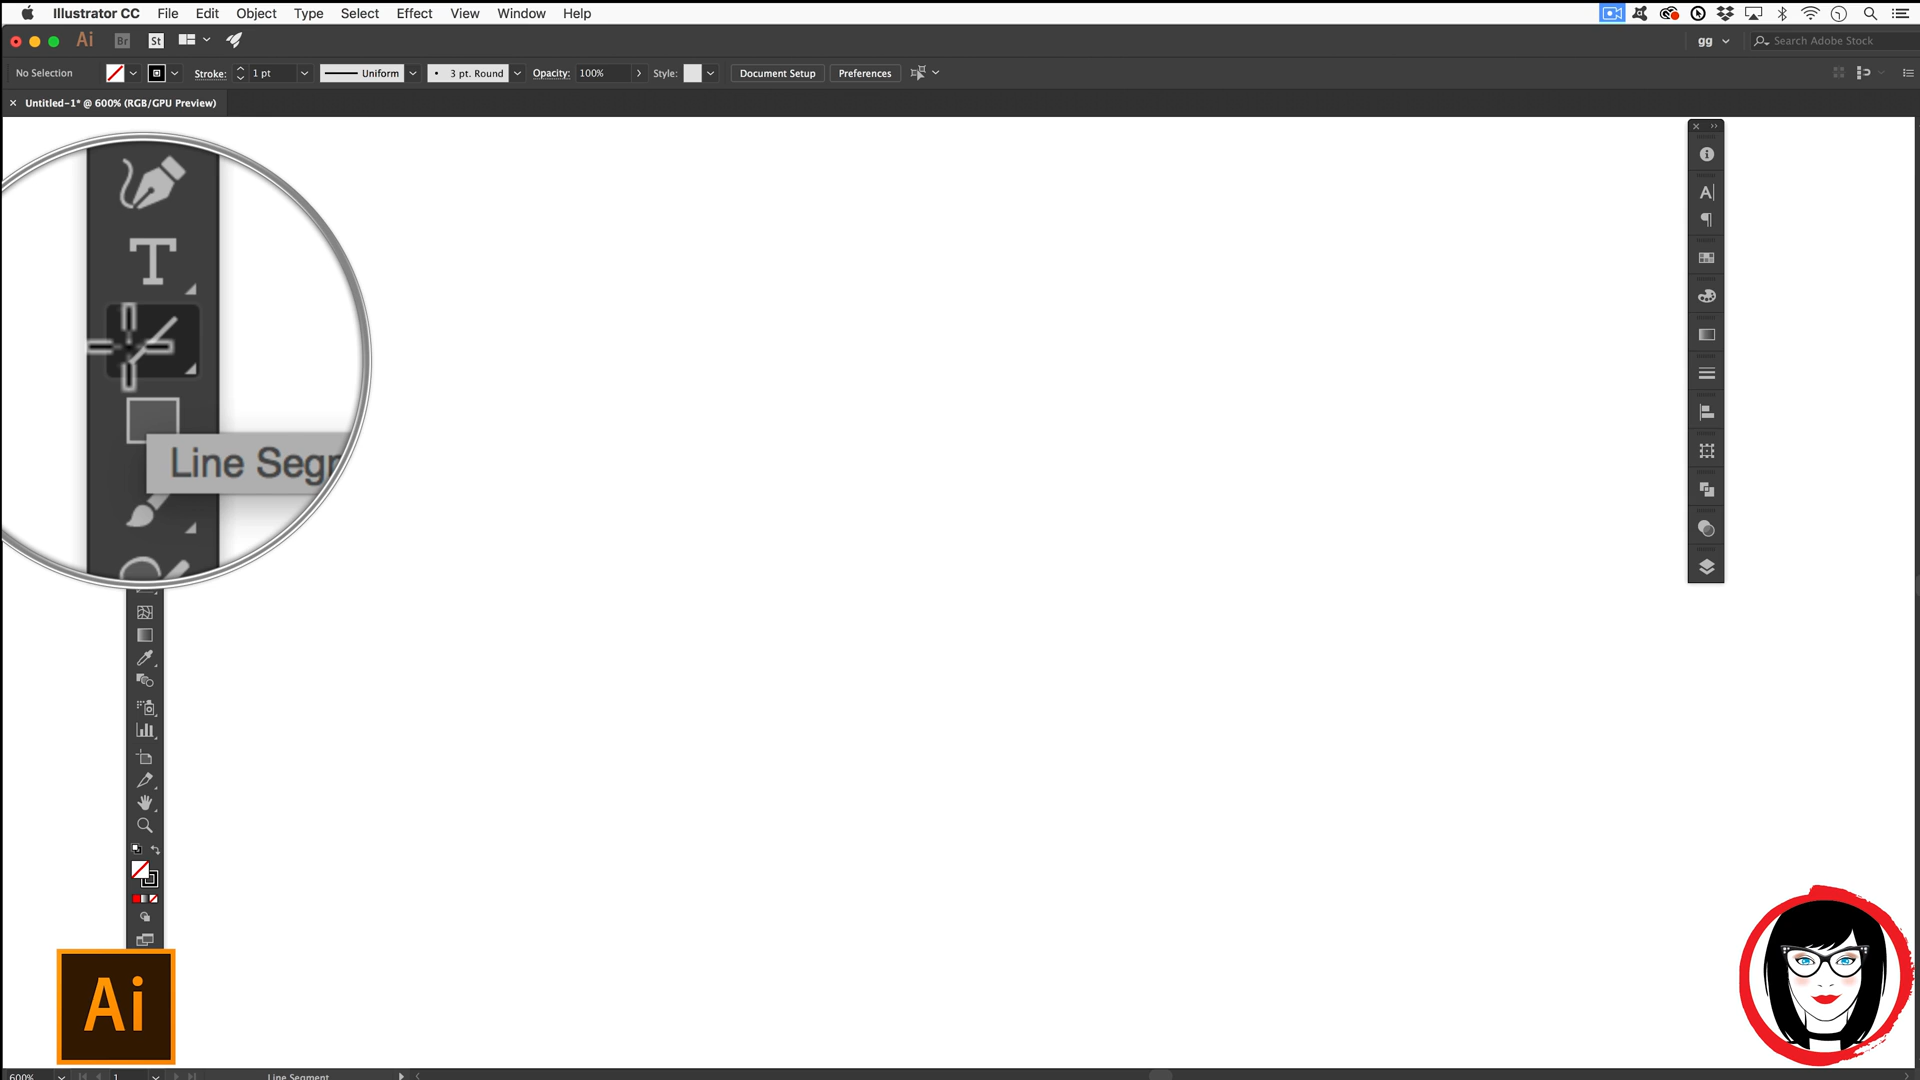 Illustrator CC File Edit Object Type Select Effect View Window Help
Ai Br St gg Search Adobe Stock
No Selection Stroke: 1 pt Uniform 3 pt. Round Opacity: 100% Style: Document Setup Preferences
Untitled-1* @ 600% (RGB/GPU Preview)
T
A
Line Segm
Ai
600% 1 Line Segment